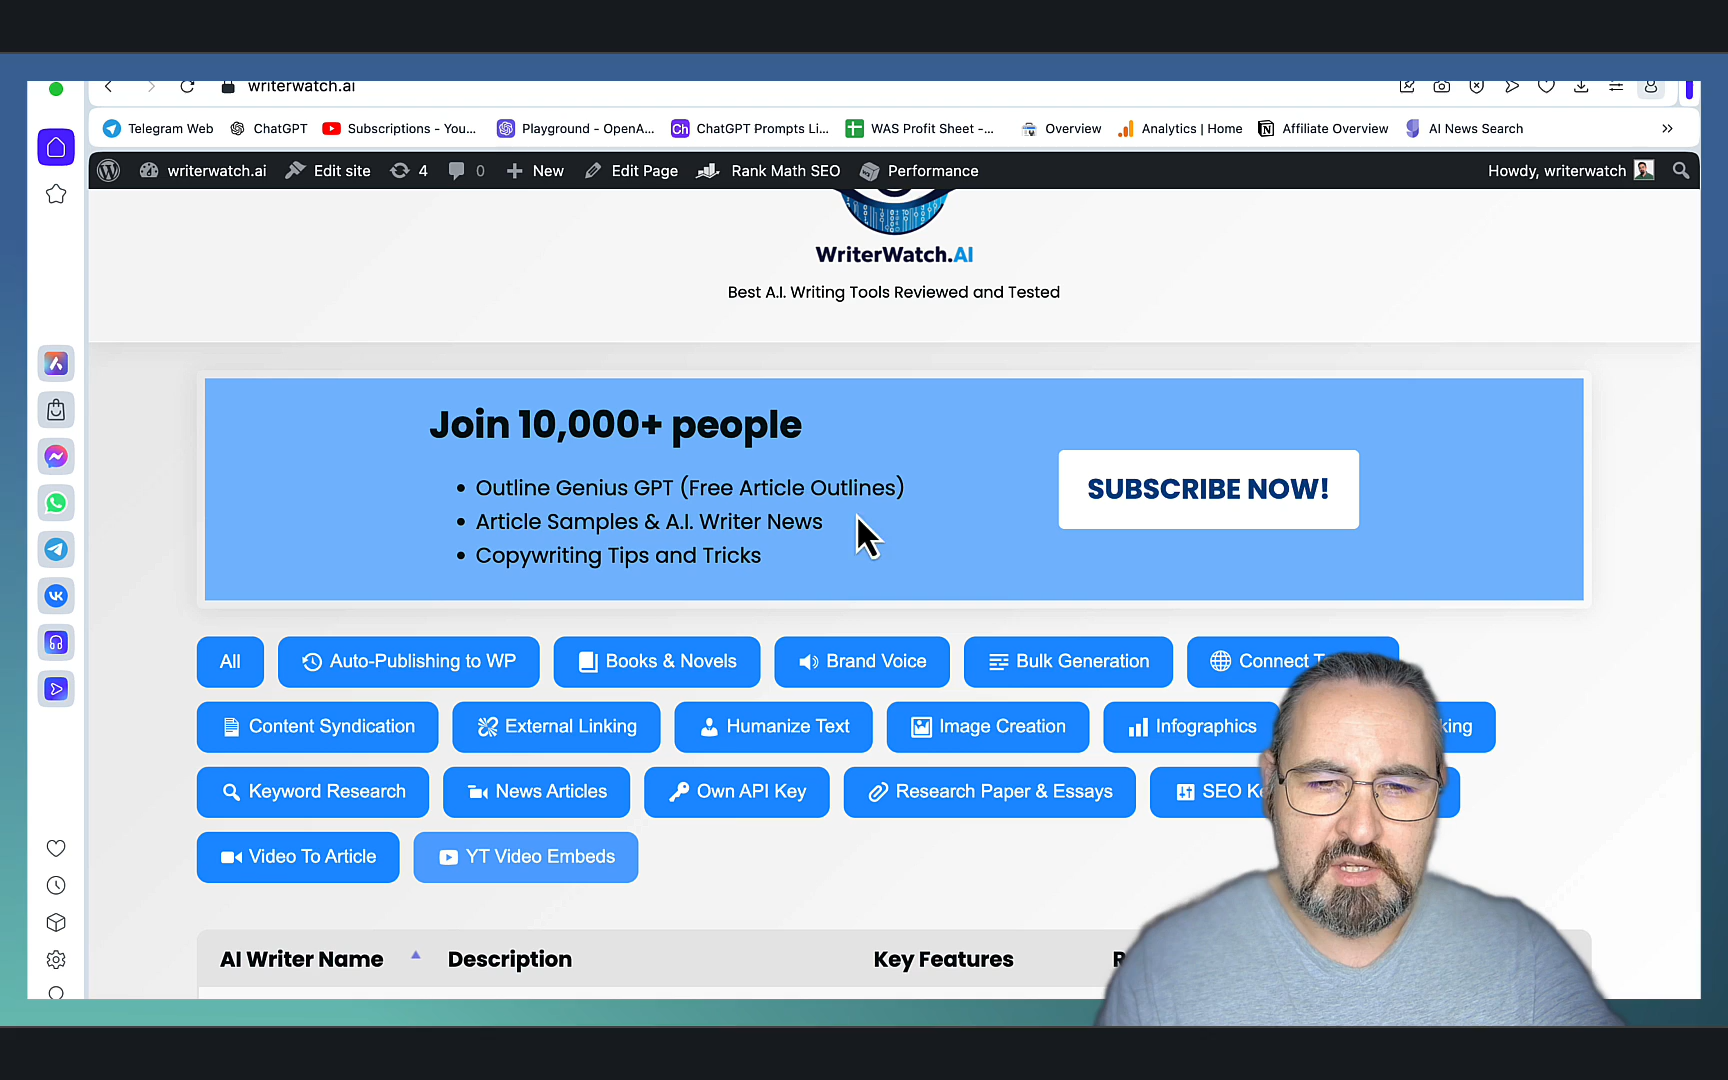 writerwatch.ai
Telegram Web ChatGPT Subscriptions - You... Playground - OpenA... ChatGPT Prompts Li... WAS Profit Sheet -... Overview Analytics | Home Affiliate Overview AI News Search
writerwatch.ai Edit site 4 0 New Edit Page Rank Math SEO Performance Howdy, writerwatch
WriterWatch.AI
Best A.I. Writing Tools Reviewed and Tested
Join 10,000+ people
• Outline Genius GPT (Free Article Outlines)
• Article Samples & A.I. Writer News
• Copywriting Tips and Tricks
SUBSCRIBE NOW!
All Auto-Publishing to WP Books & Novels Brand Voice Bulk Generation Connect
Content Syndication External Linking Humanize Text Image Creation Infographics
Keyword Research News Articles Own API Key Research Paper & Essays SEO
Video To Article YT Video Embeds
AI Writer Name Description Key Features